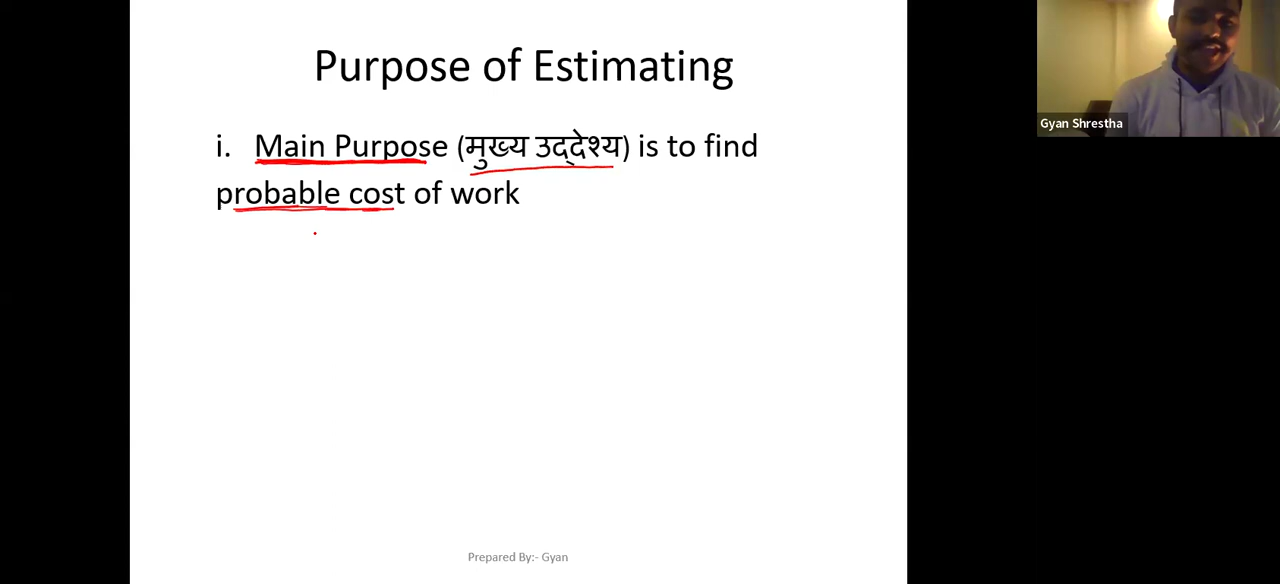 Purpose of Estimating
i. Main Purpose (मुख्य उद्देश्य) is to find
probable cost of work
Gyan Shrestha
Prepared By:- Gyan